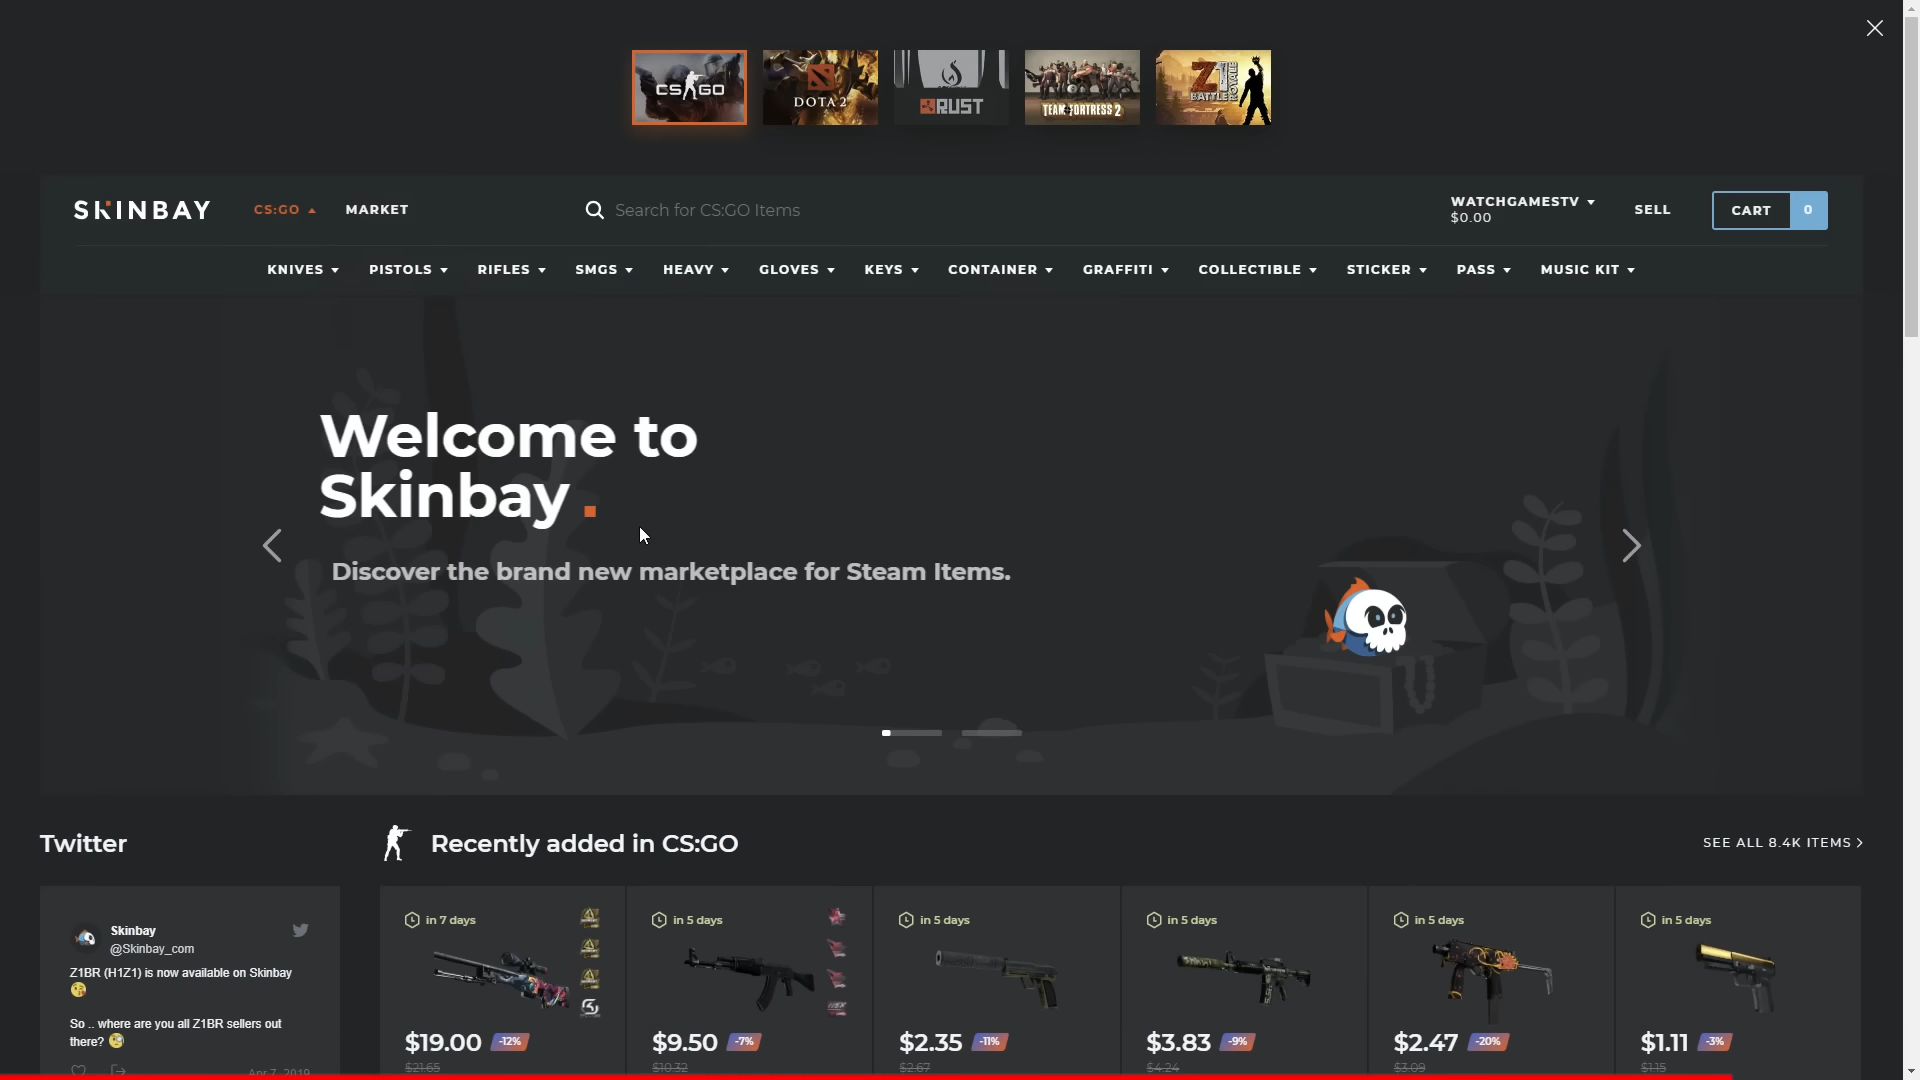 CS GO
DOTA 2
RUST
TEAM FORTRESS 2
Z1
BATTLE ROYALE
SKINBAY
CS:GO
MARKET
Search for CS:GO Items
WATCHGAMESTV
$0.00
SELL
CART
0
KNIVES
PISTOLS
RIFLES
SMGS
HEAVY
GLOVES
KEYS
CONTAINER
GRAFFITI
COLLECTIBLE
STICKER
PASS
MUSIC KIT
Welcome to
Skinbay.
Discover the brand new marketplace for Steam Items.
Twitter
Recently added in CS:GO
SEE ALL 8.4K ITEMS
Skinbay
@Skinbay_com
Z1BR (H1Z1) is now available on Skinbay
😘
So .. where are you all Z1BR sellers out
there? 🧐
Apr 7, 2019
in 7 days
$19.00
-12%
$21.65
in 5 days
$9.50
-7%
$10.32
in 5 days
$2.35
-11%
$2.67
in 5 days
$3.83
-9%
$4.24
in 5 days
$2.47
-20%
$3.09
in 5 days
$1.11
-3%
$1.15